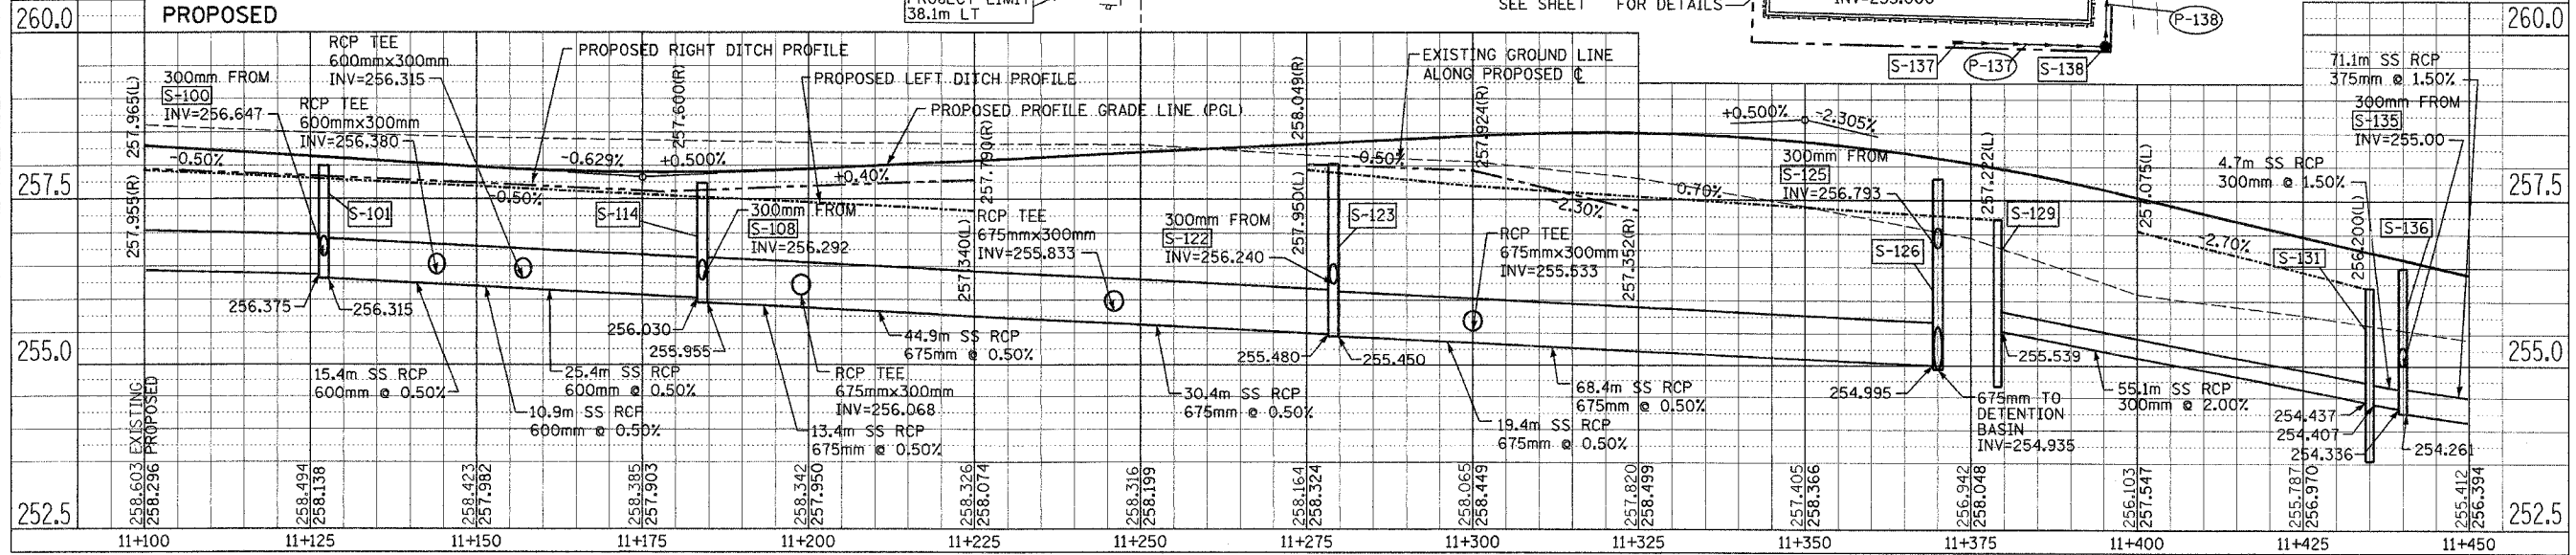 260.0
PROPOSED
PROJECT LIMIT
38.1m LT
SEE SHEET FOR DETAILS
P-138
260.0
S-137
P-137
S-138
RCP TEE
600mmx300mm
INV=256.315
PROPOSED RIGHT DITCH PROFILE
PROPOSED LEFT DITCH PROFILE
PROPOSED PROFILE GRADE LINE (PGL)
EXISTING GROUND LINE
ALONG PROPOSED ℄
300mm FROM
S-100
INV=256.647
RCP TEE
600mmx300mm
INV=256.380
257.965(L)
257.955(R)
257.600(R)
257.790(R)
257.340(L)
258.049(R)
257.950(L)
257.924(R)
257.352(R)
257.222(L)
257.075(L)
256.200(L)
-0.50%
-0.50%
-0.629%
+0.500%
+0.40%
-0.50%
-2.30%
-0.70%
+0.500%
-2.305%
-2.70%
257.5
257.5
S-101
S-114
300mm FROM
S-108
INV=256.292
RCP TEE
675mmx300mm
INV=255.833
300mm FROM
S-122
INV=256.240
S-123
RCP TEE
675mmx300mm
INV=255.533
300mm FROM
S-125
INV=256.793
S-126
S-129
S-131
S-136
71.1m SS RCP
375mm @ 1.50%
300mm FROM
S-135
INV=255.00
4.7m SS RCP
300mm @ 1.50%
256.375
256.315
256.030
255.955
255.480
255.450
254.995
255.539
254.437
254.407
254.336
254.261
255.0
255.0
15.4m SS RCP
600mm @ 0.50%
10.9m SS RCP
600mm @ 0.50%
25.4m SS RCP
600mm @ 0.50%
RCP TEE
675mmx300mm
INV=256.068
13.4m SS RCP
675mm @ 0.50%
44.9m SS RCP
675mm @ 0.50%
30.4m SS RCP
675mm @ 0.50%
19.4m SS RCP
675mm @ 0.50%
68.4m SS RCP
675mm @ 0.50%
675mm TO
DETENTION
BASIN
INV=254.935
55.1m SS RCP
300mm @ 2.00%
258.603 EXISTING
258.296 PROPOSED
258.494
258.138
258.423
257.982
258.385
257.903
258.342
257.950
258.326
258.074
258.316
258.199
258.164
258.324
258.065
258.449
257.820
258.499
257.405
258.366
256.942
258.048
256.103
257.547
255.787
256.970
255.412
256.394
252.5
252.5
11+100
11+125
11+150
11+175
11+200
11+225
11+250
11+275
11+300
11+325
11+350
11+375
11+400
11+425
11+450